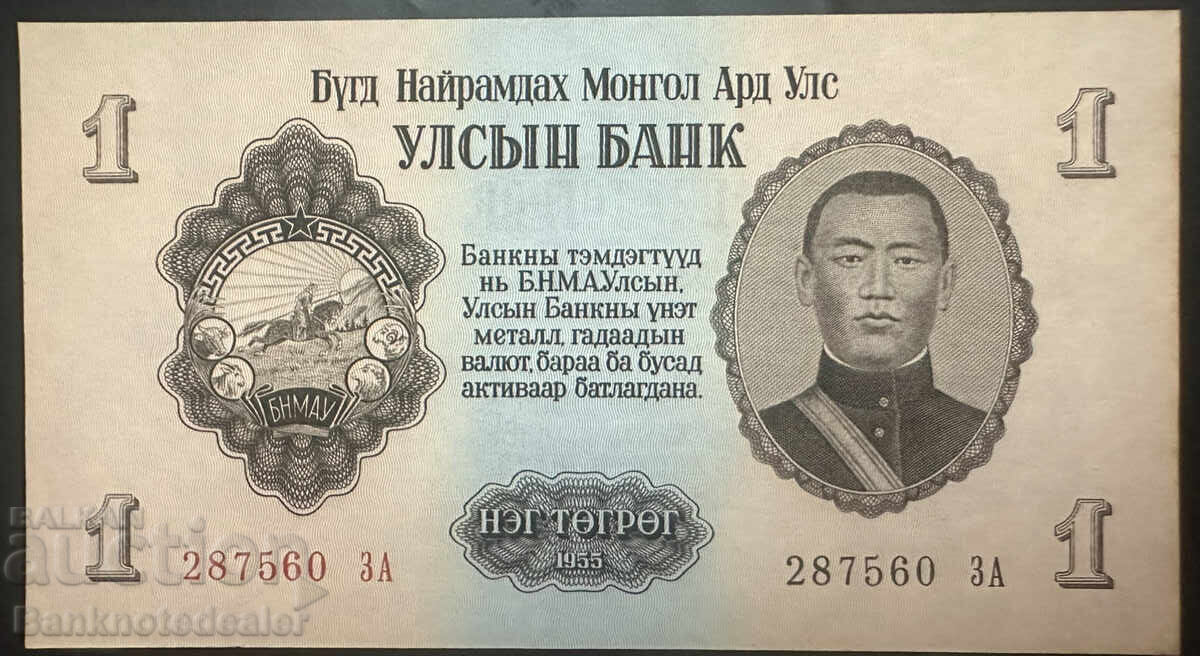 1
Бүгд Найрамдах Монгол Ард Улс
1
УЛСЫН БАНК
Банкны тэмдэгтүүд
нь Б.Н.М.А.Улсын,
Улсын Банкны үнэт
металл, гадаадын
валют, бараа ба бусад
активаар батлагдана.
БНМАУ
1
НЭГ ТӨГРӨГ
1955
1
287560 ЗА
287560 ЗА
BALKAN
auction
Banknotedealer